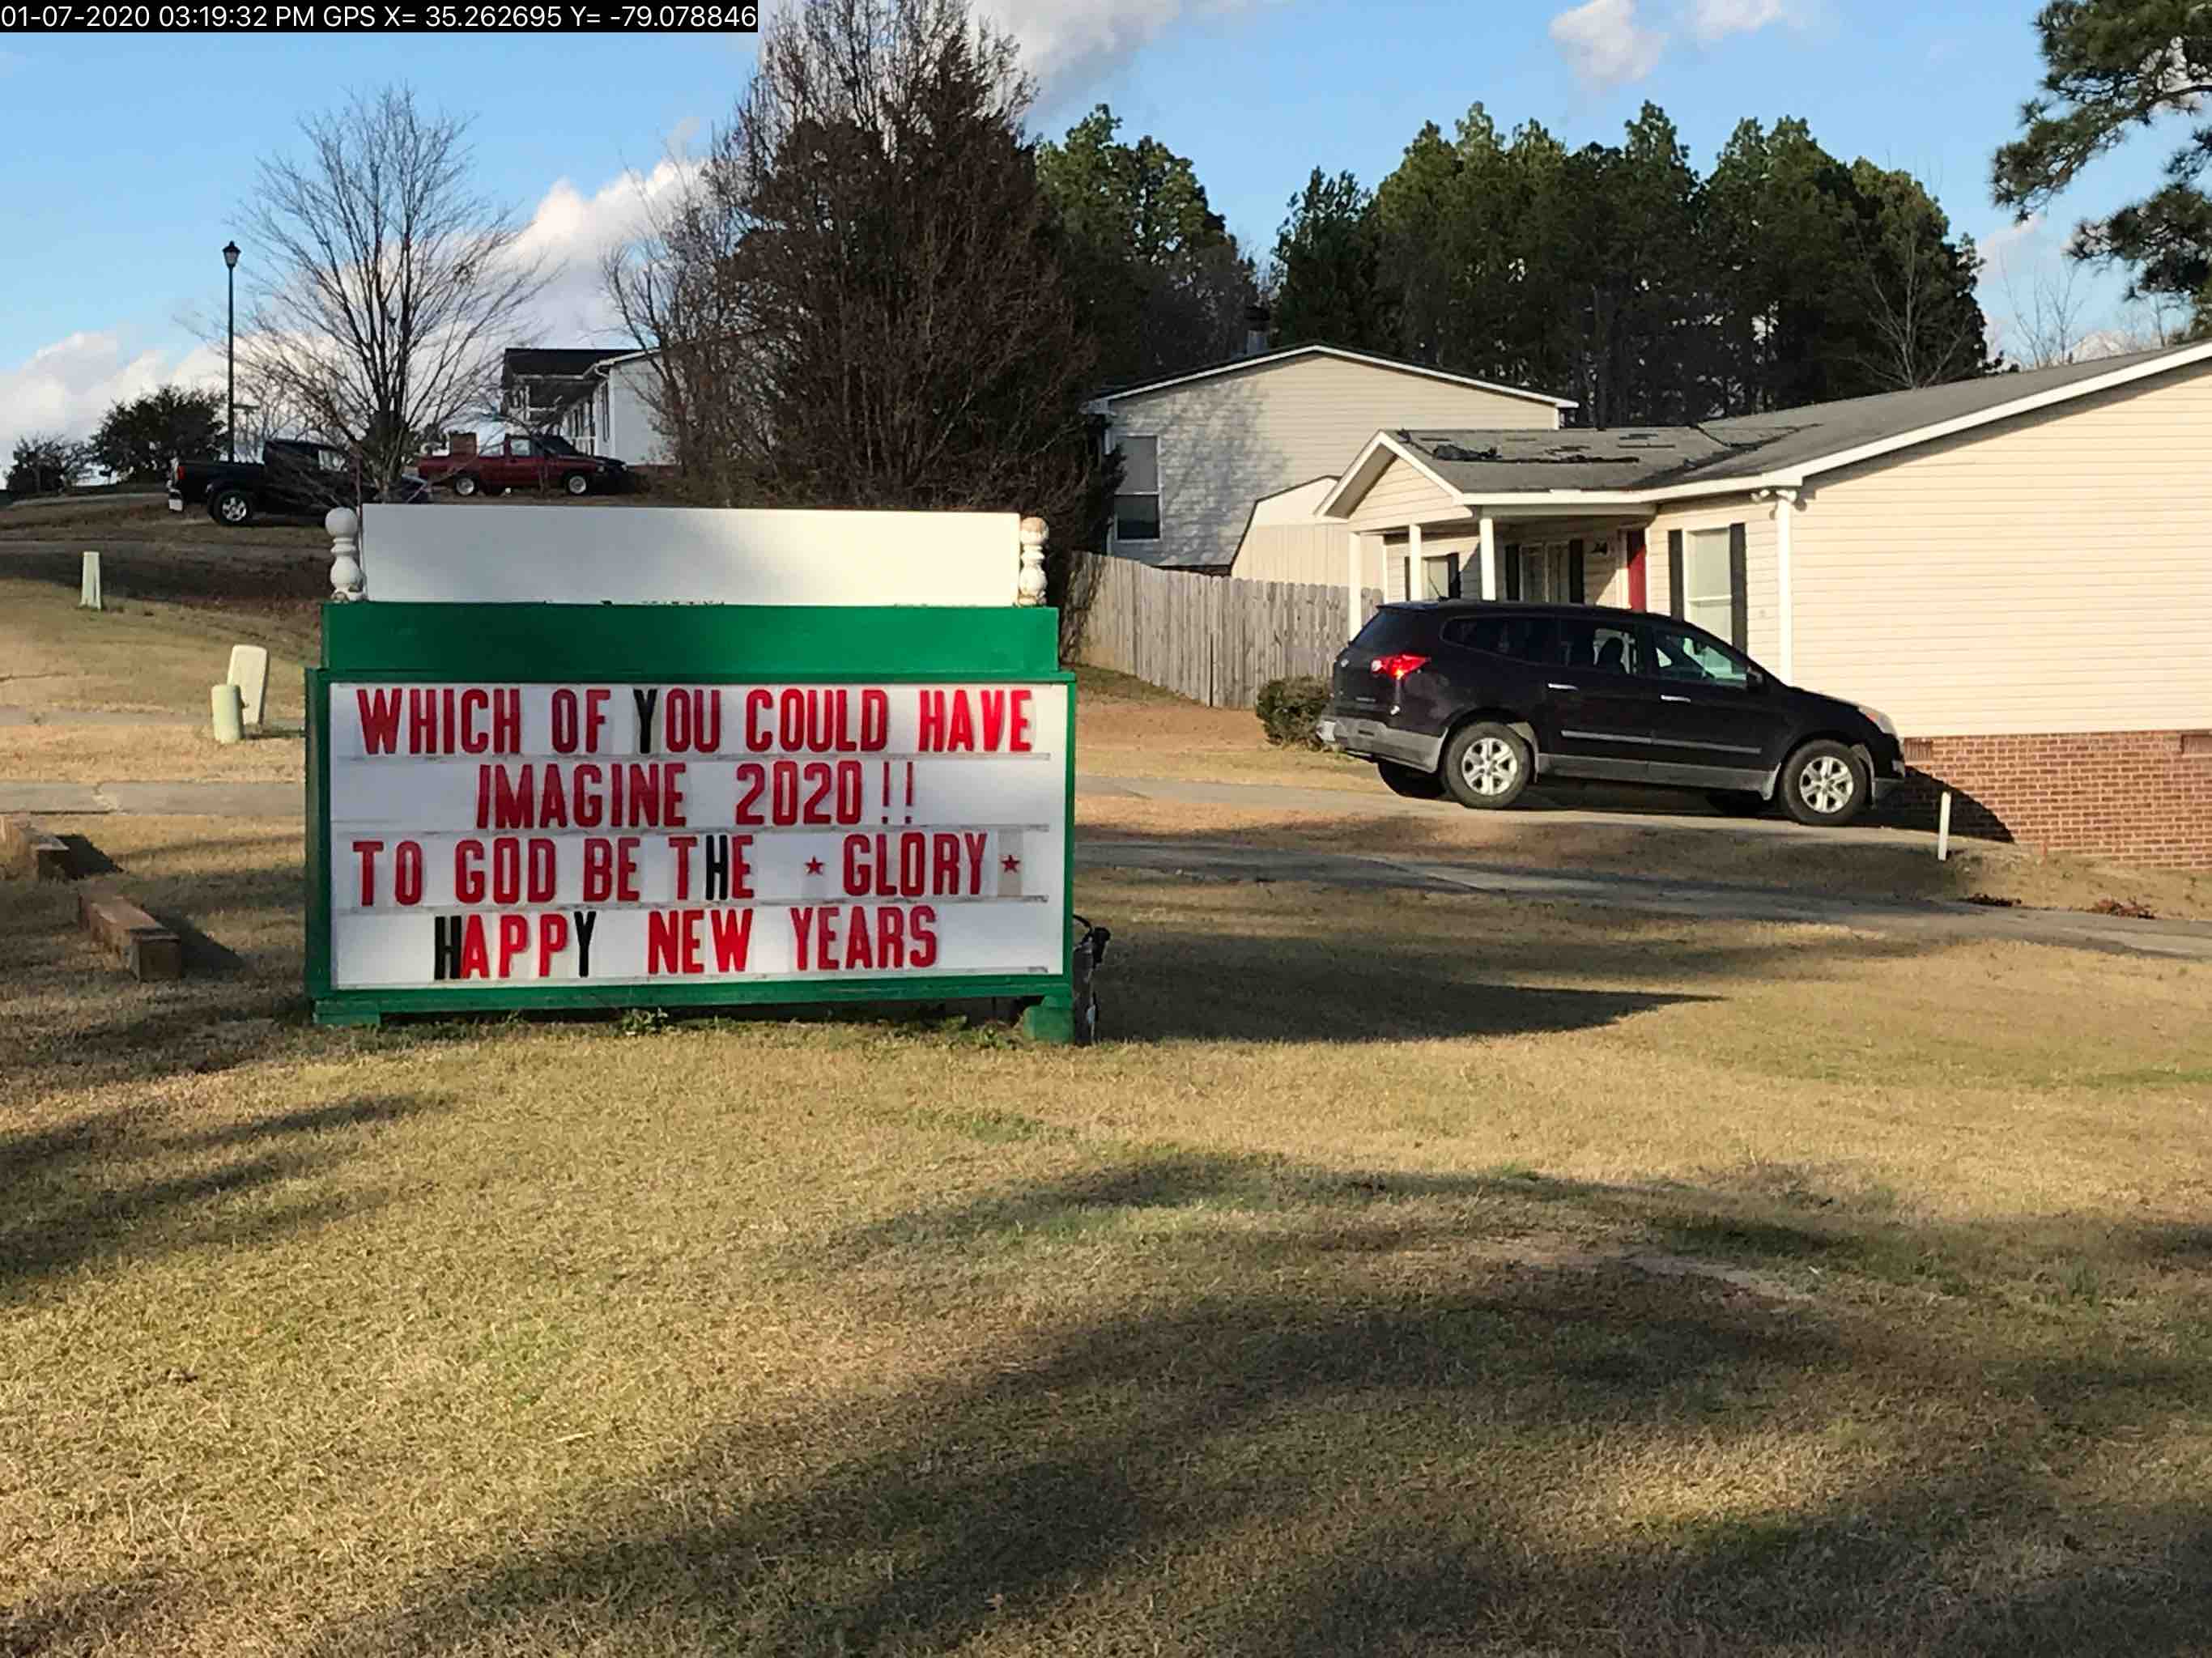 01-07-2020 03:19:32 PM GPS X= 35.262695 Y= -79.078846
WHICH OF YOU COULD HAVE
IMAGINE 2020!!
TO GOD BE THE ★ GLORY ★
HAPPY NEW YEARS